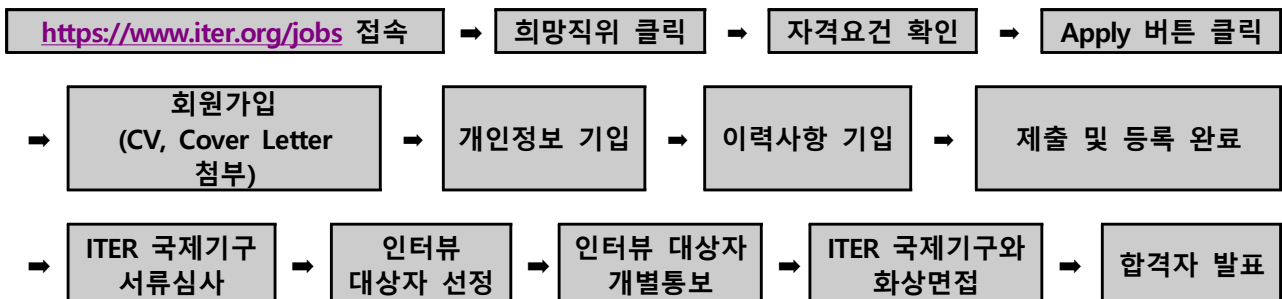 https://www.iter.org/jobs 접속 ➡ 희망직위 클릭 ➡ 자격요건 확인 ➡ Apply 버튼 클릭
➡ 회원가입
(CV, Cover Letter
첨부) ➡ 개인정보 기입 ➡ 이력사항 기입 ➡ 제출 및 등록 완료
➡ ITER 국제기구
서류심사 ➡ 인터뷰
대상자 선정 ➡ 인터뷰 대상자
개별통보 ➡ ITER 국제기구와
화상면접 ➡ 합격자 발표